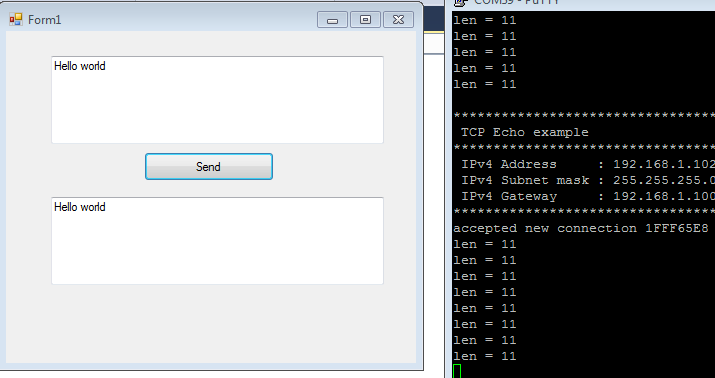 Form1
Hello world
Send
Hello world
COM39 - PuTTY
len = 11
len = 11
len = 11
len = 11
len = 11
***********************************
TCP Echo example
***********************************
IPv4 Address     : 192.168.1.102
IPv4 Subnet mask : 255.255.255.0
IPv4 Gateway     : 192.168.1.100
***********************************
accepted new connection 1FFF65E8
len = 11
len = 11
len = 11
len = 11
len = 11
len = 11
len = 11
len = 11